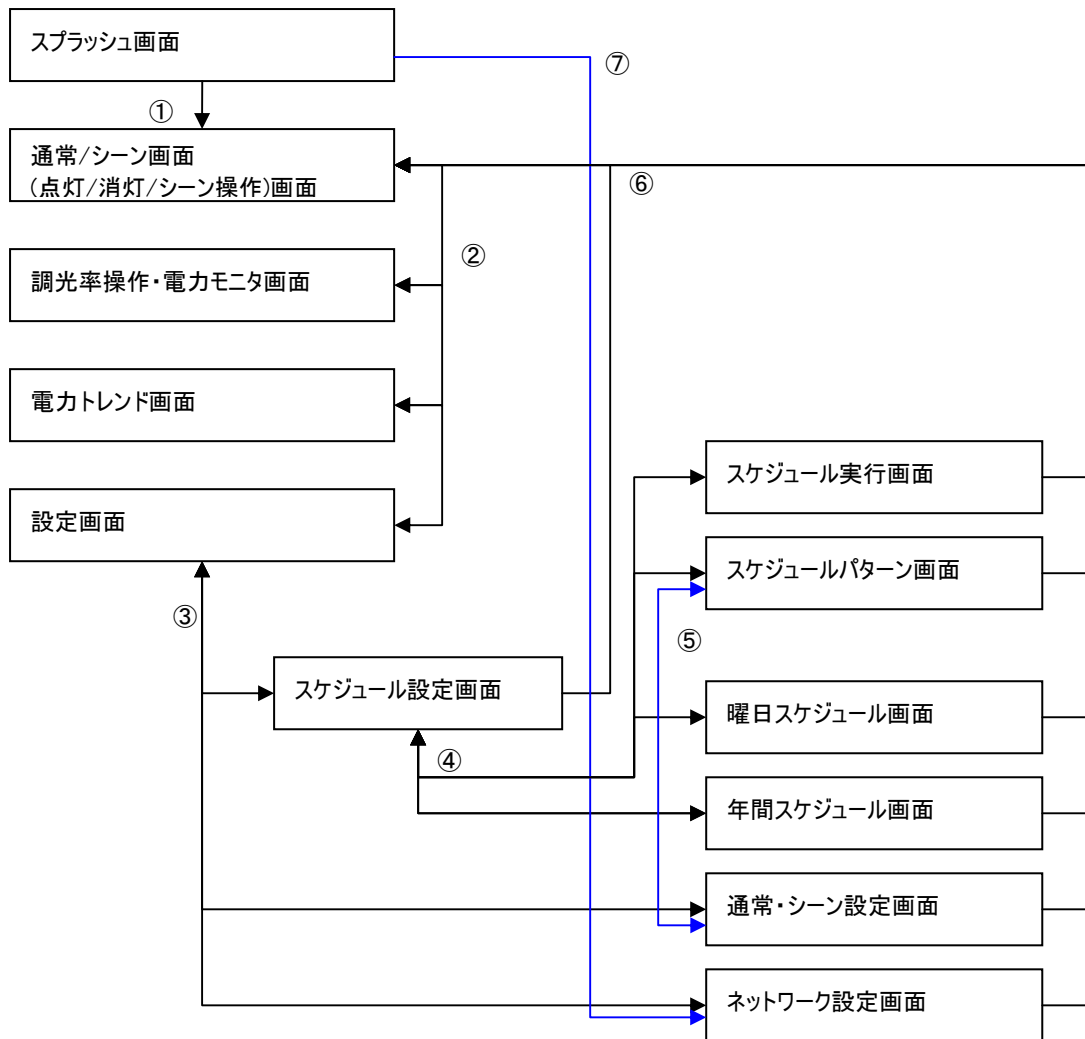 スプラッシュ画面
⑦
①
通常/シーン画面
(点灯/消灯/シーン操作)画面
⑥
②
調光率操作・電力モニタ画面
電力トレンド画面
スケジュール実行画面
設定画面
スケジュールパターン画面
③
⑤
スケジュール設定画面
曜日スケジュール画面
④
年間スケジュール画面
通常・シーン設定画面
ネットワーク設定画面